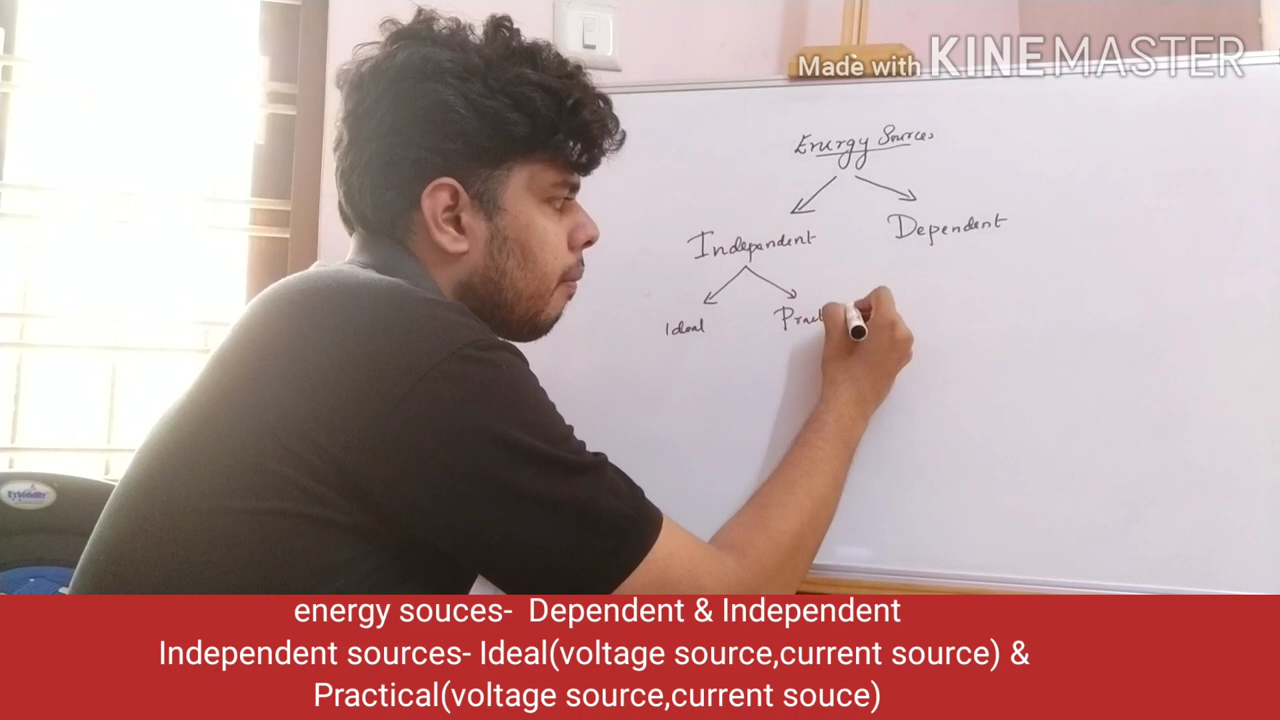 Made with KINEMASTER
Energy Sources
Independent Dependent
Ideal Pract
energy souces- Dependent & Independent
Independent sources- Ideal(voltage source,current source) &
Practical(voltage source,current souce)